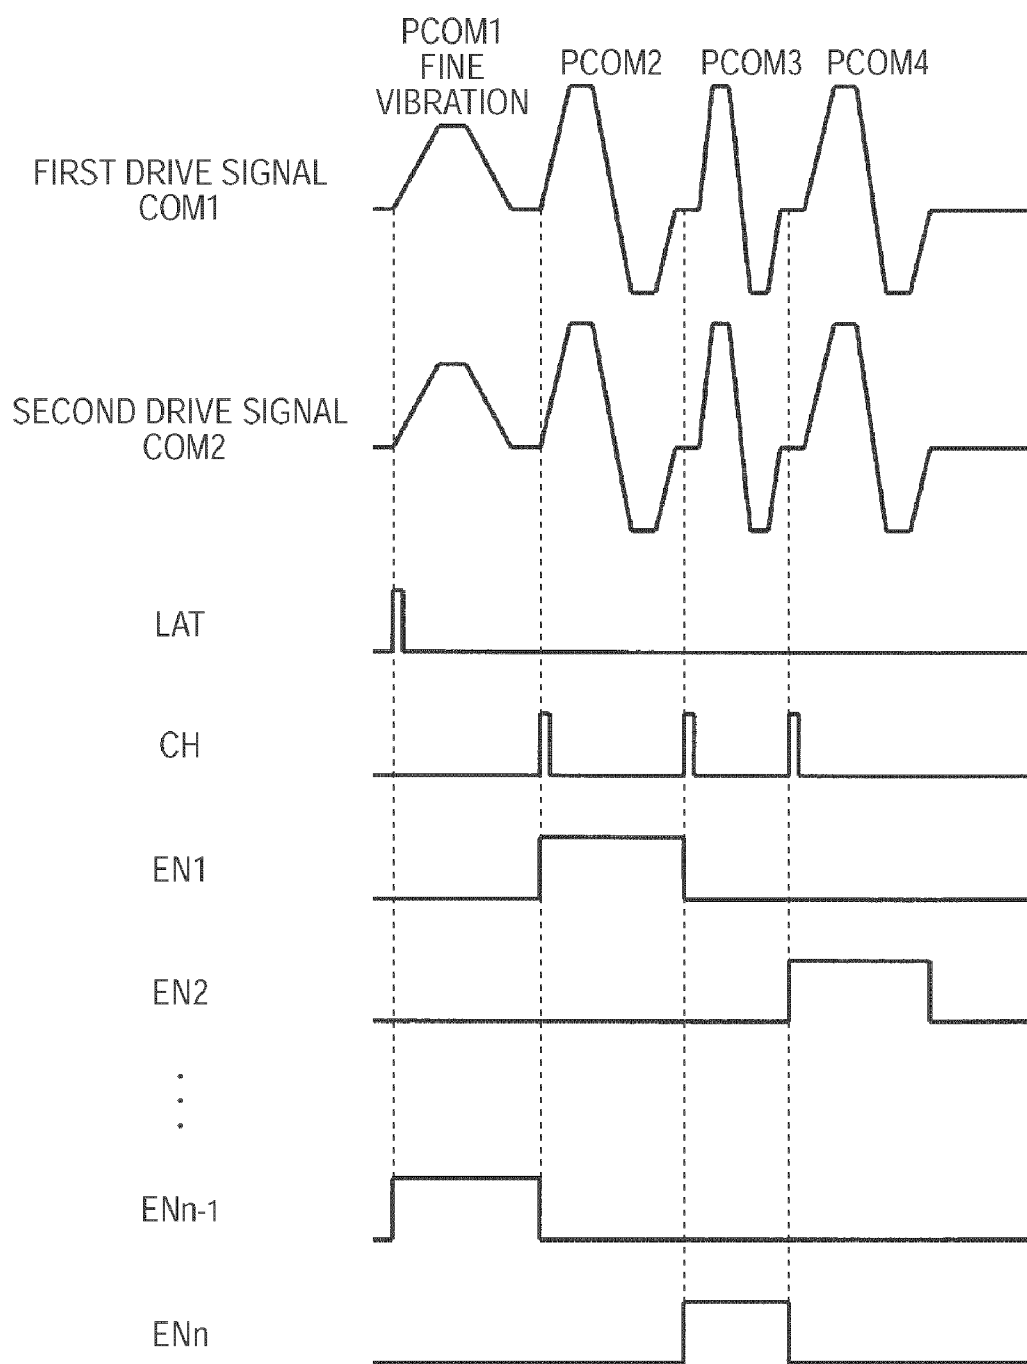 PCOM1
FINE
VIBRATION
PCOM2
PCOM3
PCOM4
FIRST DRIVE SIGNAL
COM1
SECOND DRIVE SIGNAL
COM2
LAT
CH
EN1
EN2
ENn-1
ENn